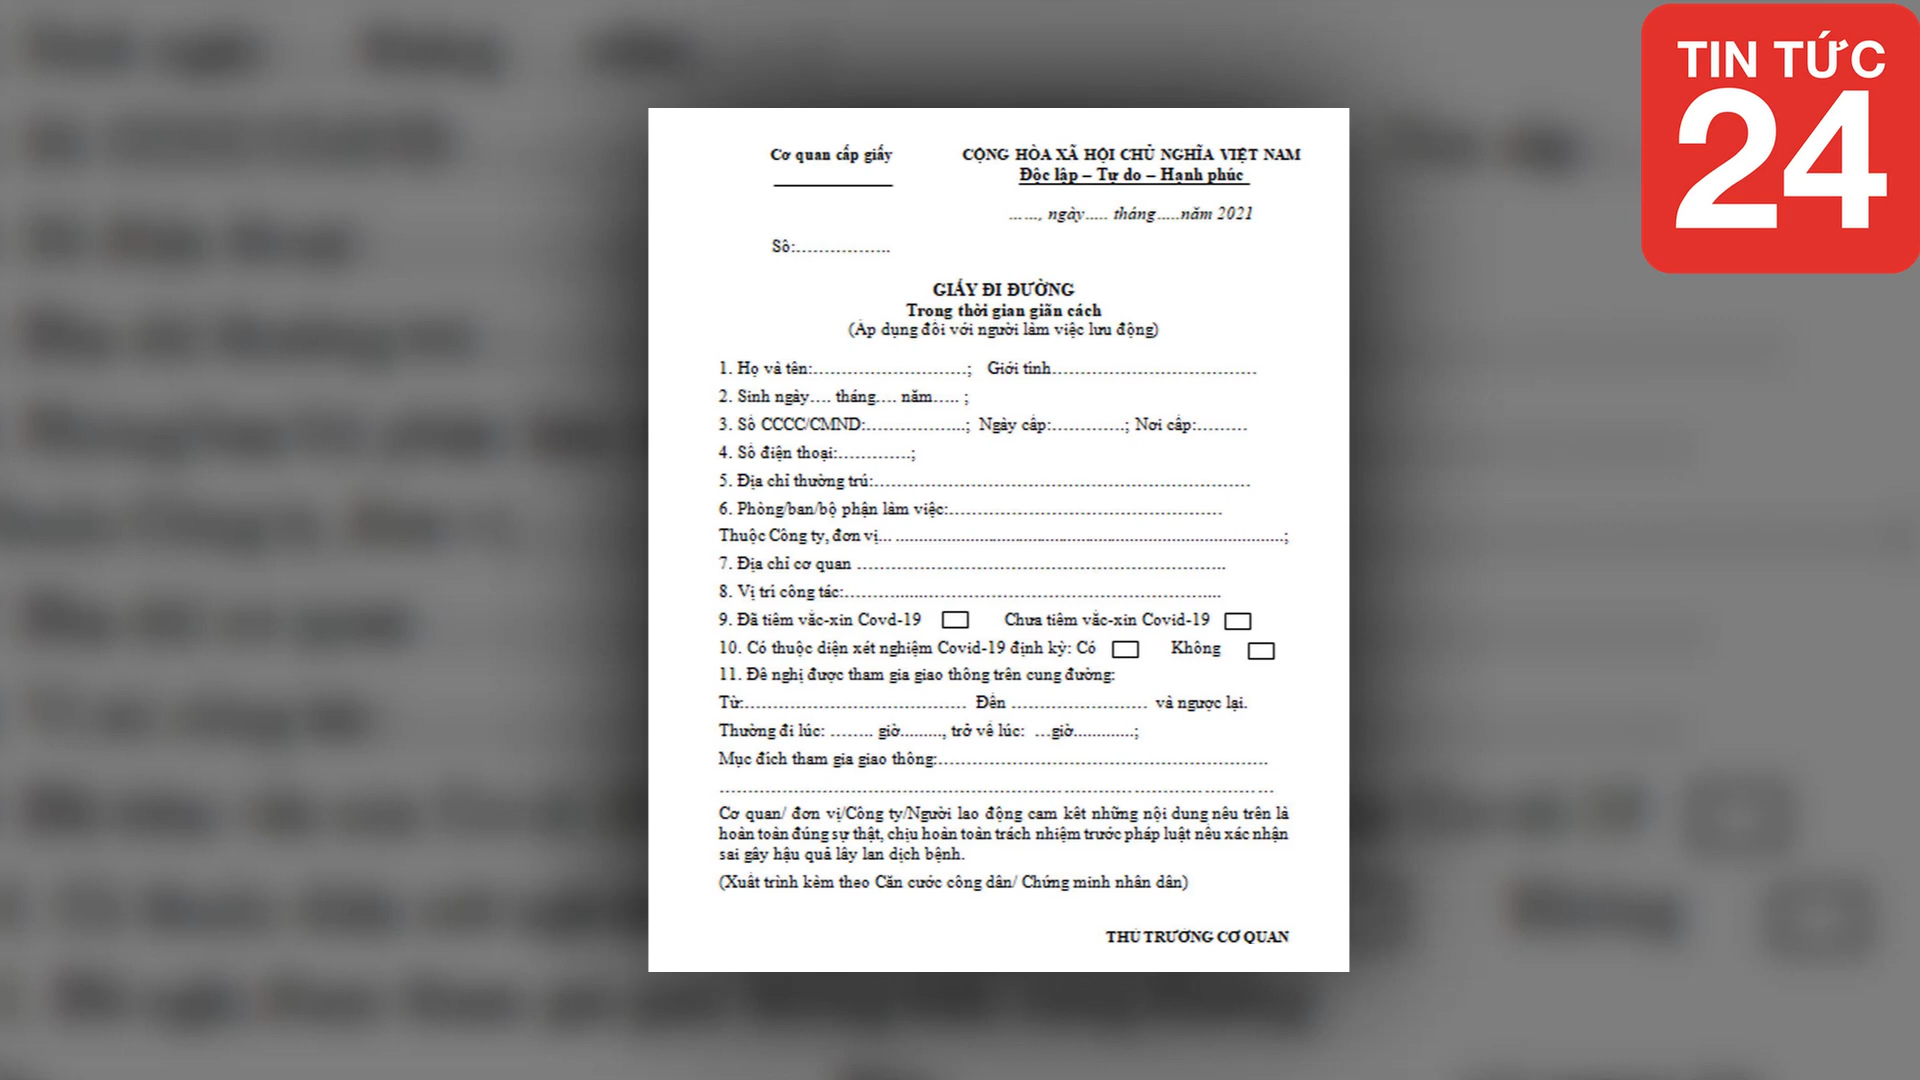 TIN TỨC
24
Cơ quan cấp giấy
CỘNG HÒA XÃ HỘI CHỦ NGHĨA VIỆT NAM
Độc lập – Tự do – Hạnh phúc
……, ngày….. tháng…..năm 2021
Số:……………..
GIẤY ĐI ĐƯỜNG
Trong thời gian giãn cách
(Áp dụng đối với người làm việc lưu động)
1. Họ và tên:………………………; Giới tính………………………………
2. Sinh ngày…. tháng…. năm….. ;
3. Số CCCC/CMND:……………...; Ngày cấp:………….; Nơi cấp:………
4. Số điện thoại:………….;
5. Địa chỉ thường trú:…………………………………………………………
6. Phòng/ban/bộ phận làm việc:…………………………………………
Thuộc Công ty, đơn vị... ......................................................................................;
7. Địa chỉ cơ quan ………………………………………………………..
8. Vị trí công tác:………......…………………………………………………...
9. Đã tiêm vắc-xin Covd-19 Chưa tiêm vắc-xin Covid-19
10. Có thuộc diện xét nghiệm Covid-19 định kỳ: Có Không
11. Đề nghị được tham gia giao thông trên cung đường:
Từ:………………………………… Đến …………………… và ngược lại.
Thường đi lúc: …….. giờ........., trở về lúc: …giờ.............;
Mục đích tham gia giao thông:………………………………………………….
……………………………………………………………………………………
Cơ quan/ đơn vị/Công ty/Người lao động cam kết những nội dung nêu trên là
hoàn toàn đúng sự thật, chịu hoàn toàn trách nhiệm trước pháp luật nếu xác nhận
sai gây hậu quả lây lan dịch bệnh.
(Xuất trình kèm theo Căn cước công dân/ Chứng minh nhân dân)
THỦ TRƯỞNG CƠ QUAN